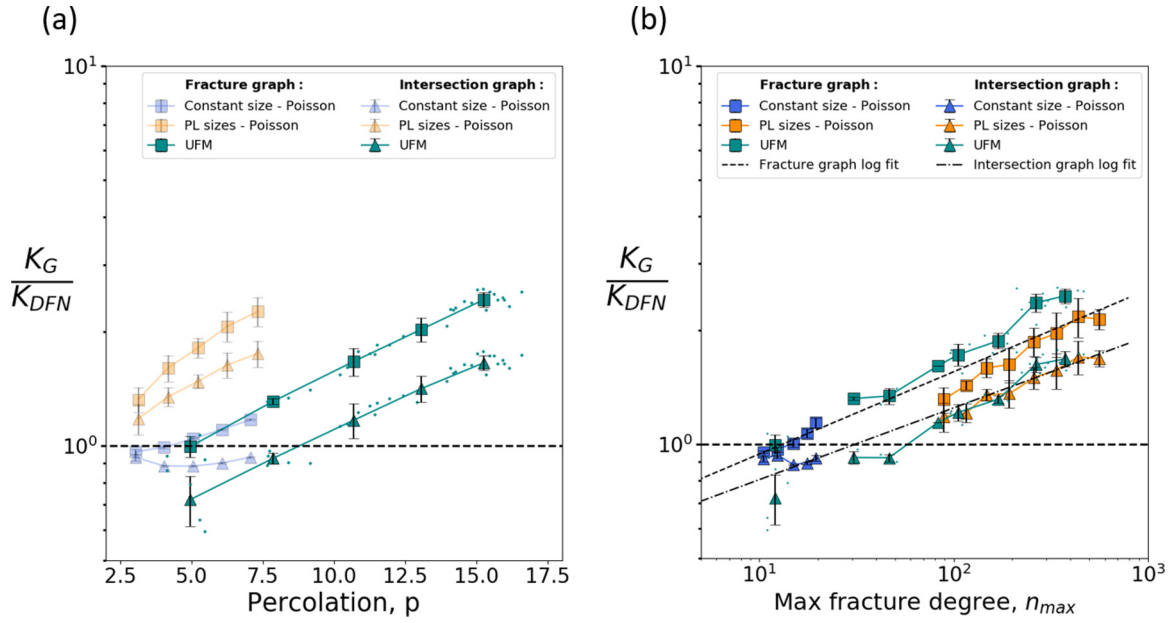 (a)
10¹
Fracture graph :
Intersection graph :
Constant size - Poisson
Constant size - Poisson
PL sizes - Poisson
PL sizes - Poisson
UFM
UFM
K_G
K_DFN
10⁰
2.5
5.0
7.5
10.0
12.5
15.0
17.5
Percolation, p
(b)
10¹
Fracture graph :
Intersection graph :
Constant size - Poisson
Constant size - Poisson
PL sizes - Poisson
PL sizes - Poisson
UFM
UFM
Fracture graph log fit
Intersection graph log fit
K_G
K_DFN
10⁰
10¹
10²
10³
Max fracture degree, n_max